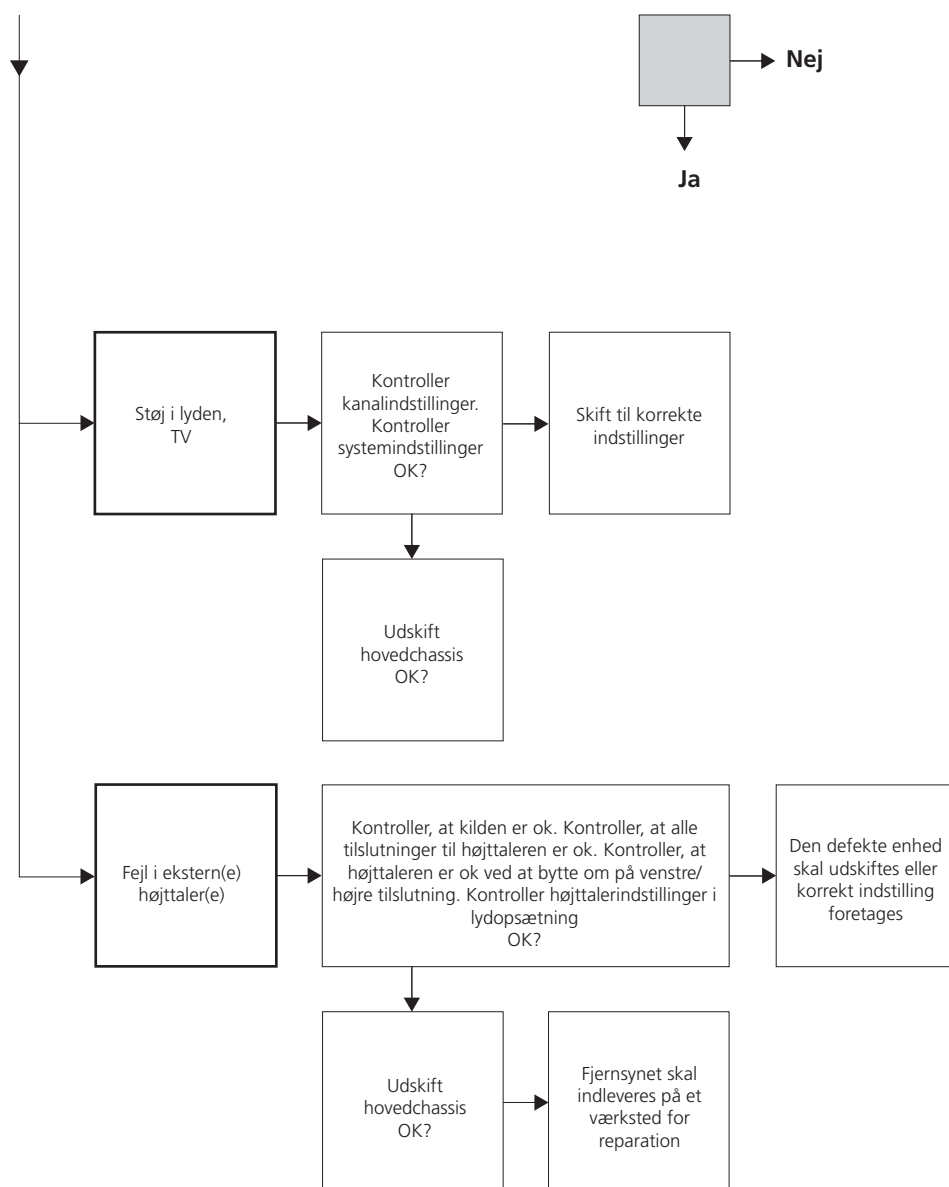 Nej
Ja
Støj i lyden,
TV
Kontroller
kanalindstillinger.
Kontroller
systemindstillinger
OK?
Skift til korrekte
indstillinger
Udskift
hovedchassis
OK?
Fejl i ekstern(e)
højttaler(e)
Kontroller, at kilden er ok. Kontroller, at alle
tilslutninger til højttaleren er ok. Kontroller, at
højttaleren er ok ved at bytte om på venstre/
højre tilslutning. Kontroller højttalerindstillinger i
lydopsætning
OK?
Den defekte enhed
skal udskiftes eller
korrekt indstilling
foretages
Udskift
hovedchassis
OK?
Fjernsynet skal
indleveres på et
værksted for
reparation